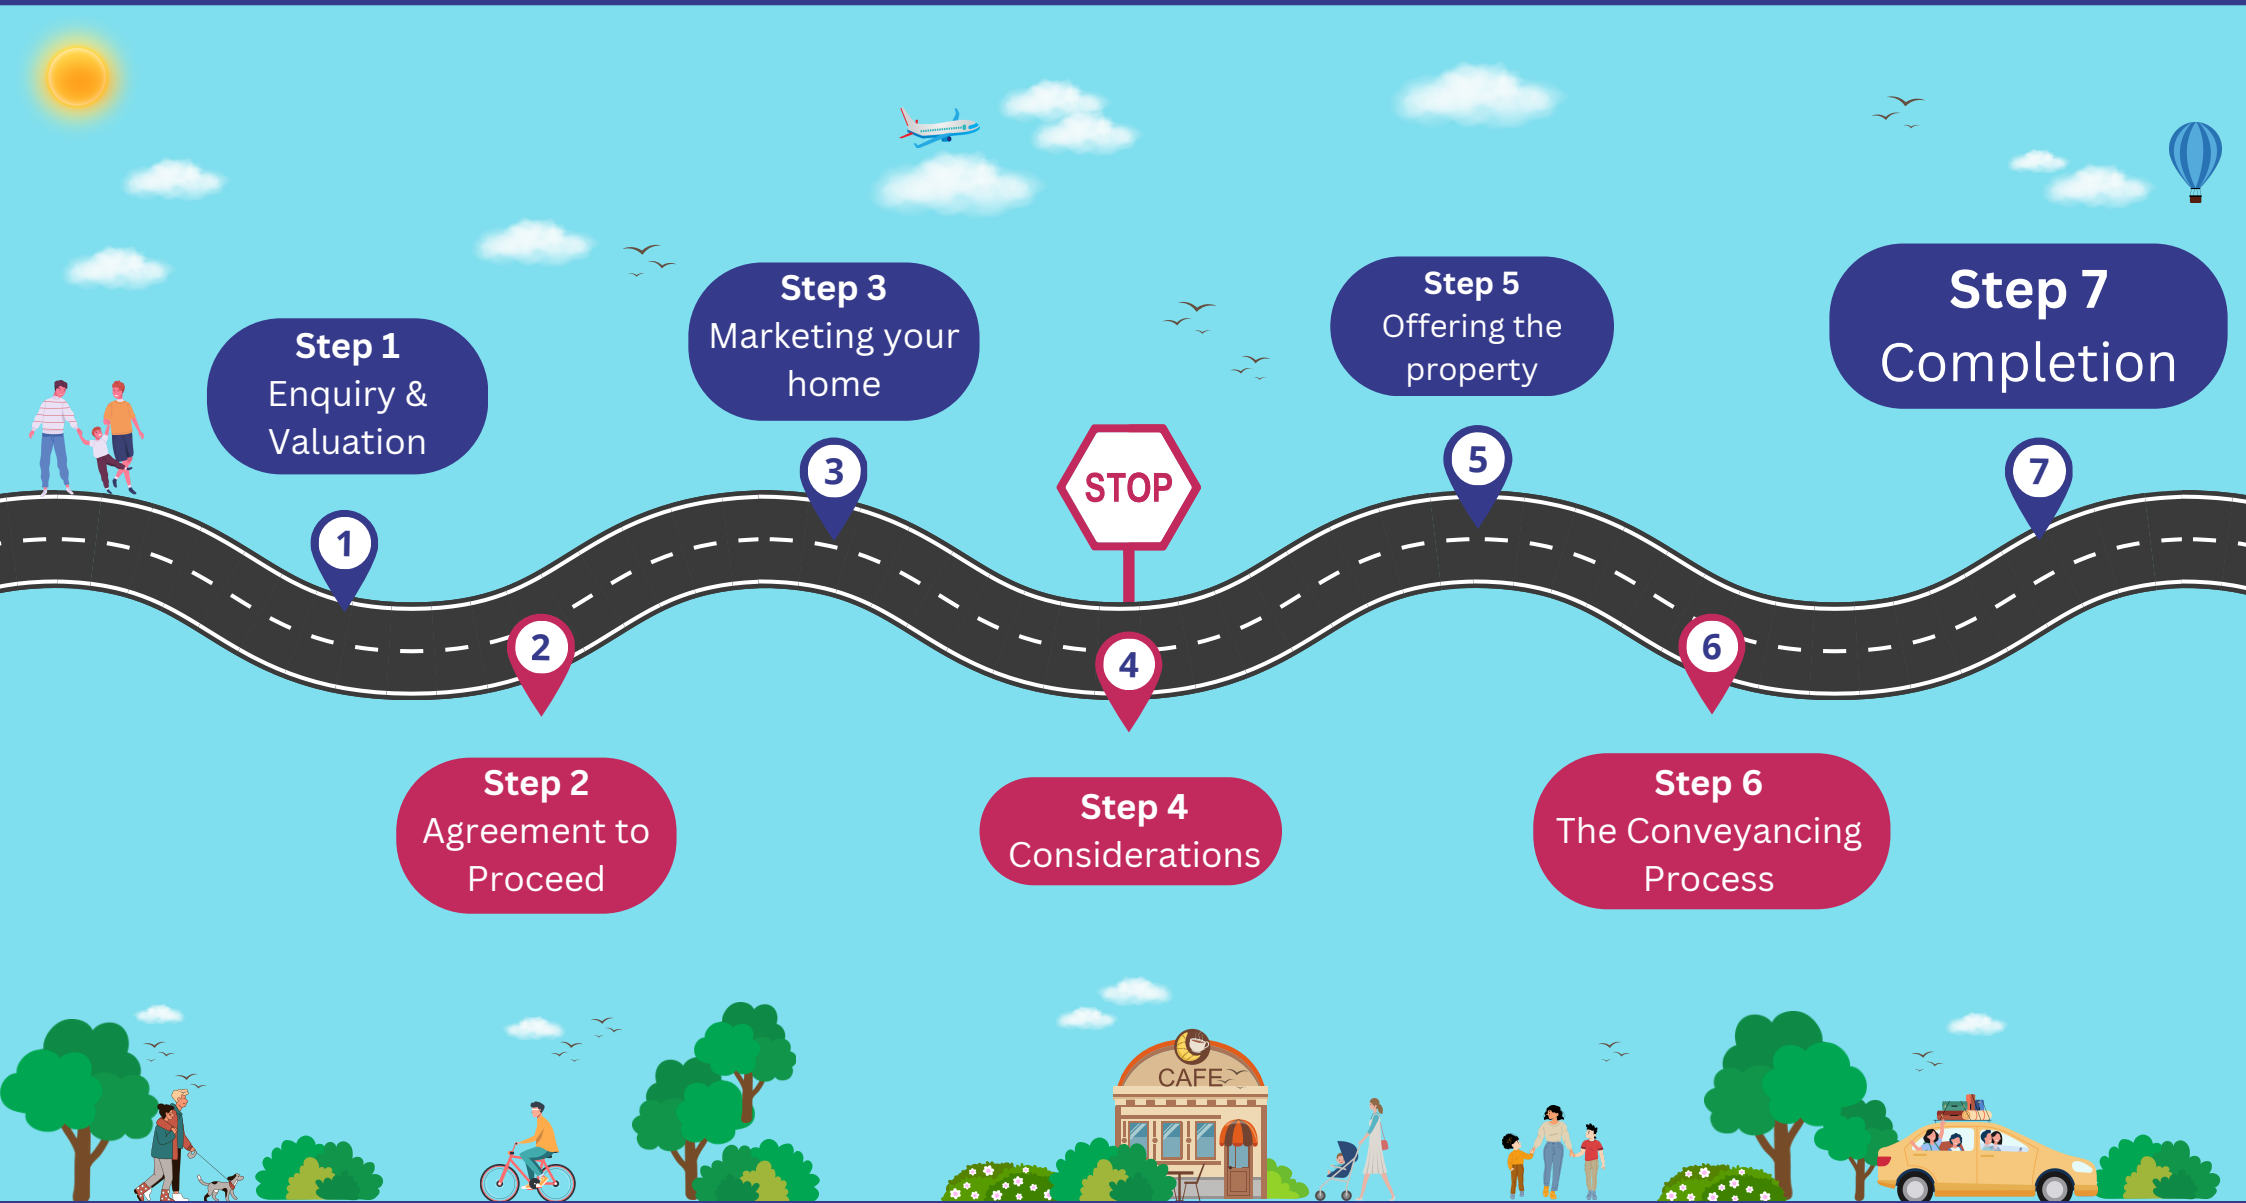 Step 1
Enquiry &
Valuation
1
Step 2
Agreement to
Proceed
2
Step 3
Marketing your
home
3
STOP
4
Step 4
Considerations
Step 5
Offering the
property
5
6
Step 6
The Conveyancing
Process
Step 7
Completion
7
CAFE